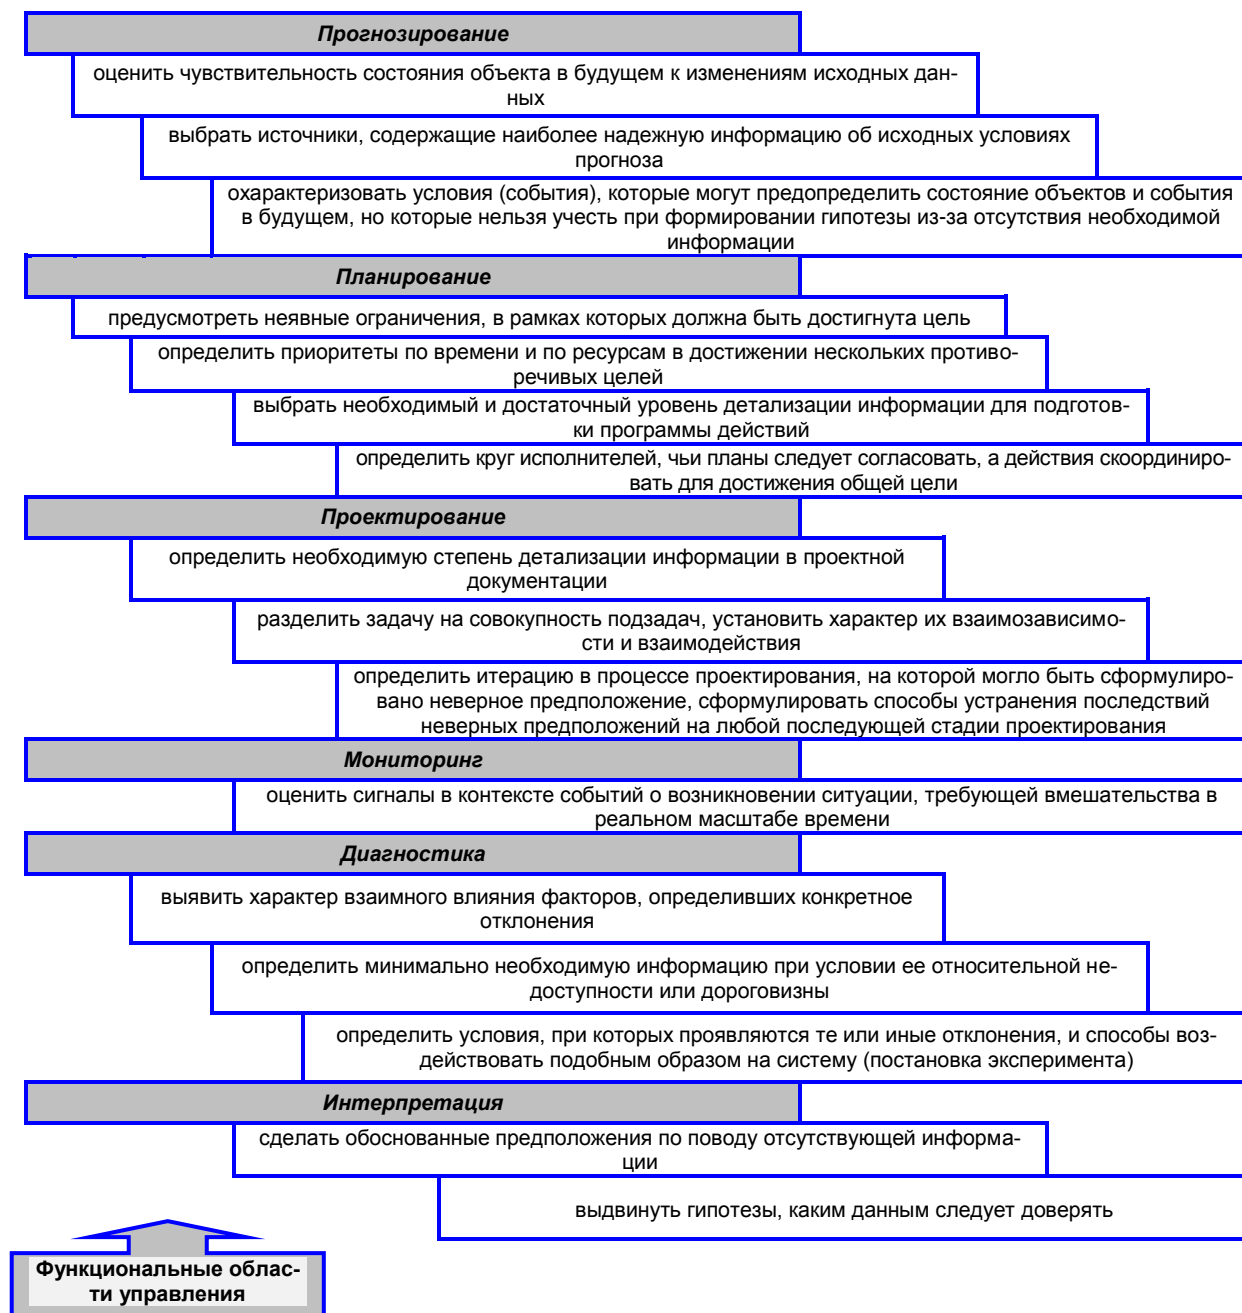 Прогнозирование
оценить чувствительность состояния объекта в будущем к изменениям исходных дан-
ных
выбрать источники, содержащие наиболее надежную информацию об исходных условиях
прогноза
охарактеризовать условия (события), которые могут предопределить состояние объектов и события
в будущем, но которые нельзя учесть при формировании гипотезы из-за отсутствия необходимой
информации
Планирование
предусмотреть неявные ограничения, в рамках которых должна быть достигнута цель
определить приоритеты по времени и по ресурсам в достижении нескольких противо-
речивых целей
выбрать необходимый и достаточный уровень детализации информации для подготов-
ки программы действий
определить круг исполнителей, чьи планы следует согласовать, а действия скоординиро-
вать для достижения общей цели
Проектирование
определить необходимую степень детализации информации в проектной
документации
разделить задачу на совокупность подзадач, установить характер их взаимозависимо-
сти и взаимодействия
определить итерацию в процессе проектирования, на которой могло быть сформулиро-
вано неверное предположение, сформулировать способы устранения последствий
неверных предположений на любой последующей стадии проектирования
Мониторинг
оценить сигналы в контексте событий о возникновении ситуации, требующей вмешательства в
реальном масштабе времени
Диагностика
выявить характер взаимного влияния факторов, определивших конкретное
отклонения
определить минимально необходимую информацию при условии ее относительной не-
доступности или дороговизны
определить условия, при которых проявляются те или иные отклонения, и способы воз-
действовать подобным образом на систему (постановка эксперимента)
Интерпретация
сделать обоснованные предположения по поводу отсутствующей информа-
ции
выдвинуть гипотезы, каким данным следует доверять
Функциональные облас-
ти управления